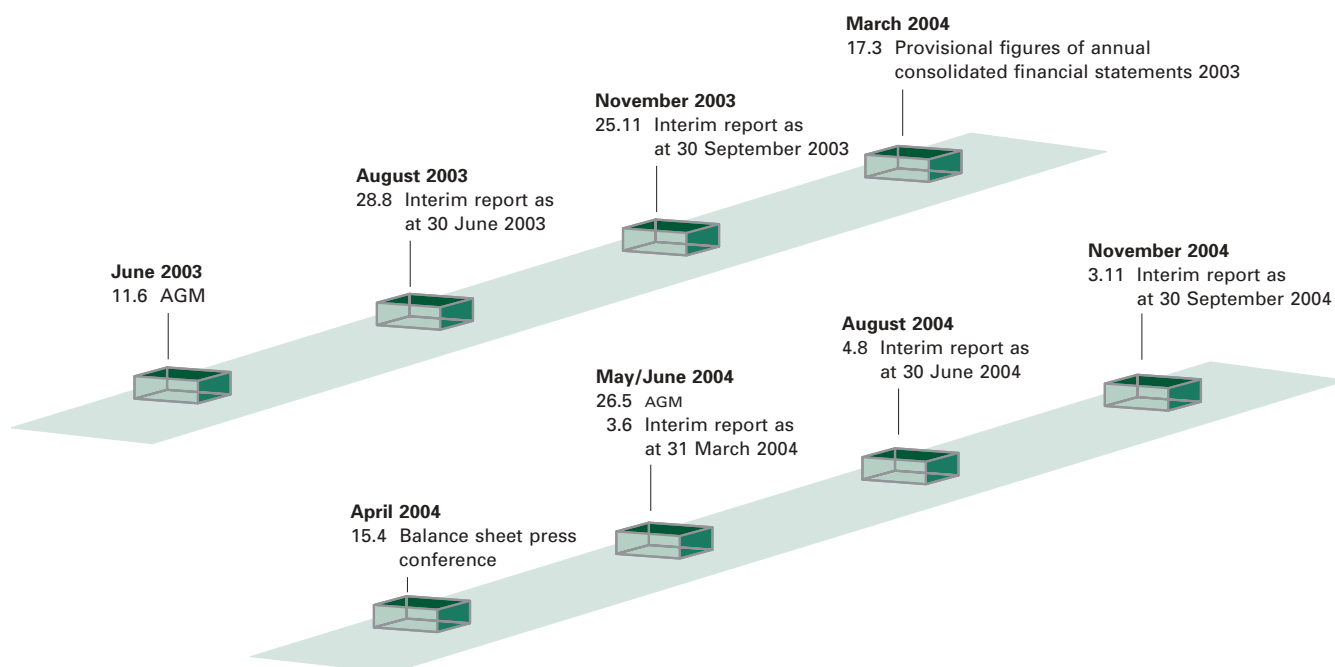 June 2003
11.6 AGM
August 2003
28.8 Interim report as
at 30 June 2003
November 2003
25.11 Interim report as
at 30 September 2003
March 2004
17.3 Provisional figures of annual
consolidated financial statements 2003
April 2004
15.4 Balance sheet press
conference
May/June 2004
26.5 AGM
3.6 Interim report as
at 31 March 2004
August 2004
4.8 Interim report as
at 30 June 2004
November 2004
3.11 Interim report as
at 30 September 2004